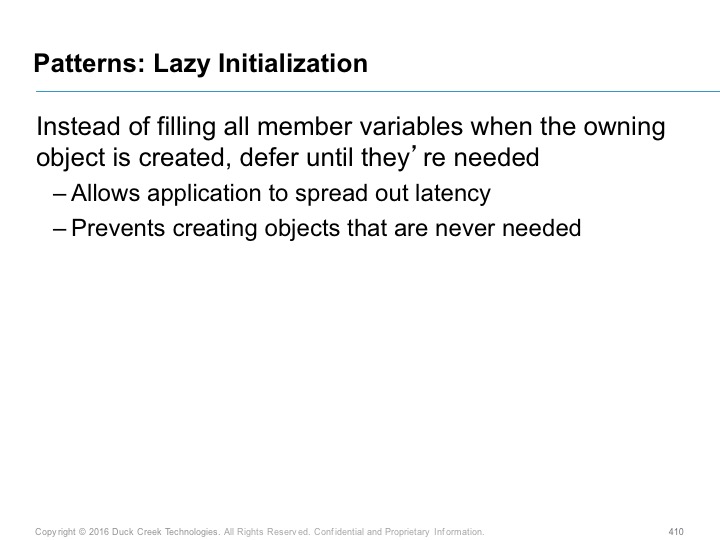 Patterns: Lazy Initialization
Instead of filling all member variables when the owning
object is created, defer until they’re needed
– Allows application to spread out latency
– Prevents creating objects that are never needed
Copyright © 2016 Duck Creek Technologies. All Rights Reserved. Confidential and Proprietary Information.
410